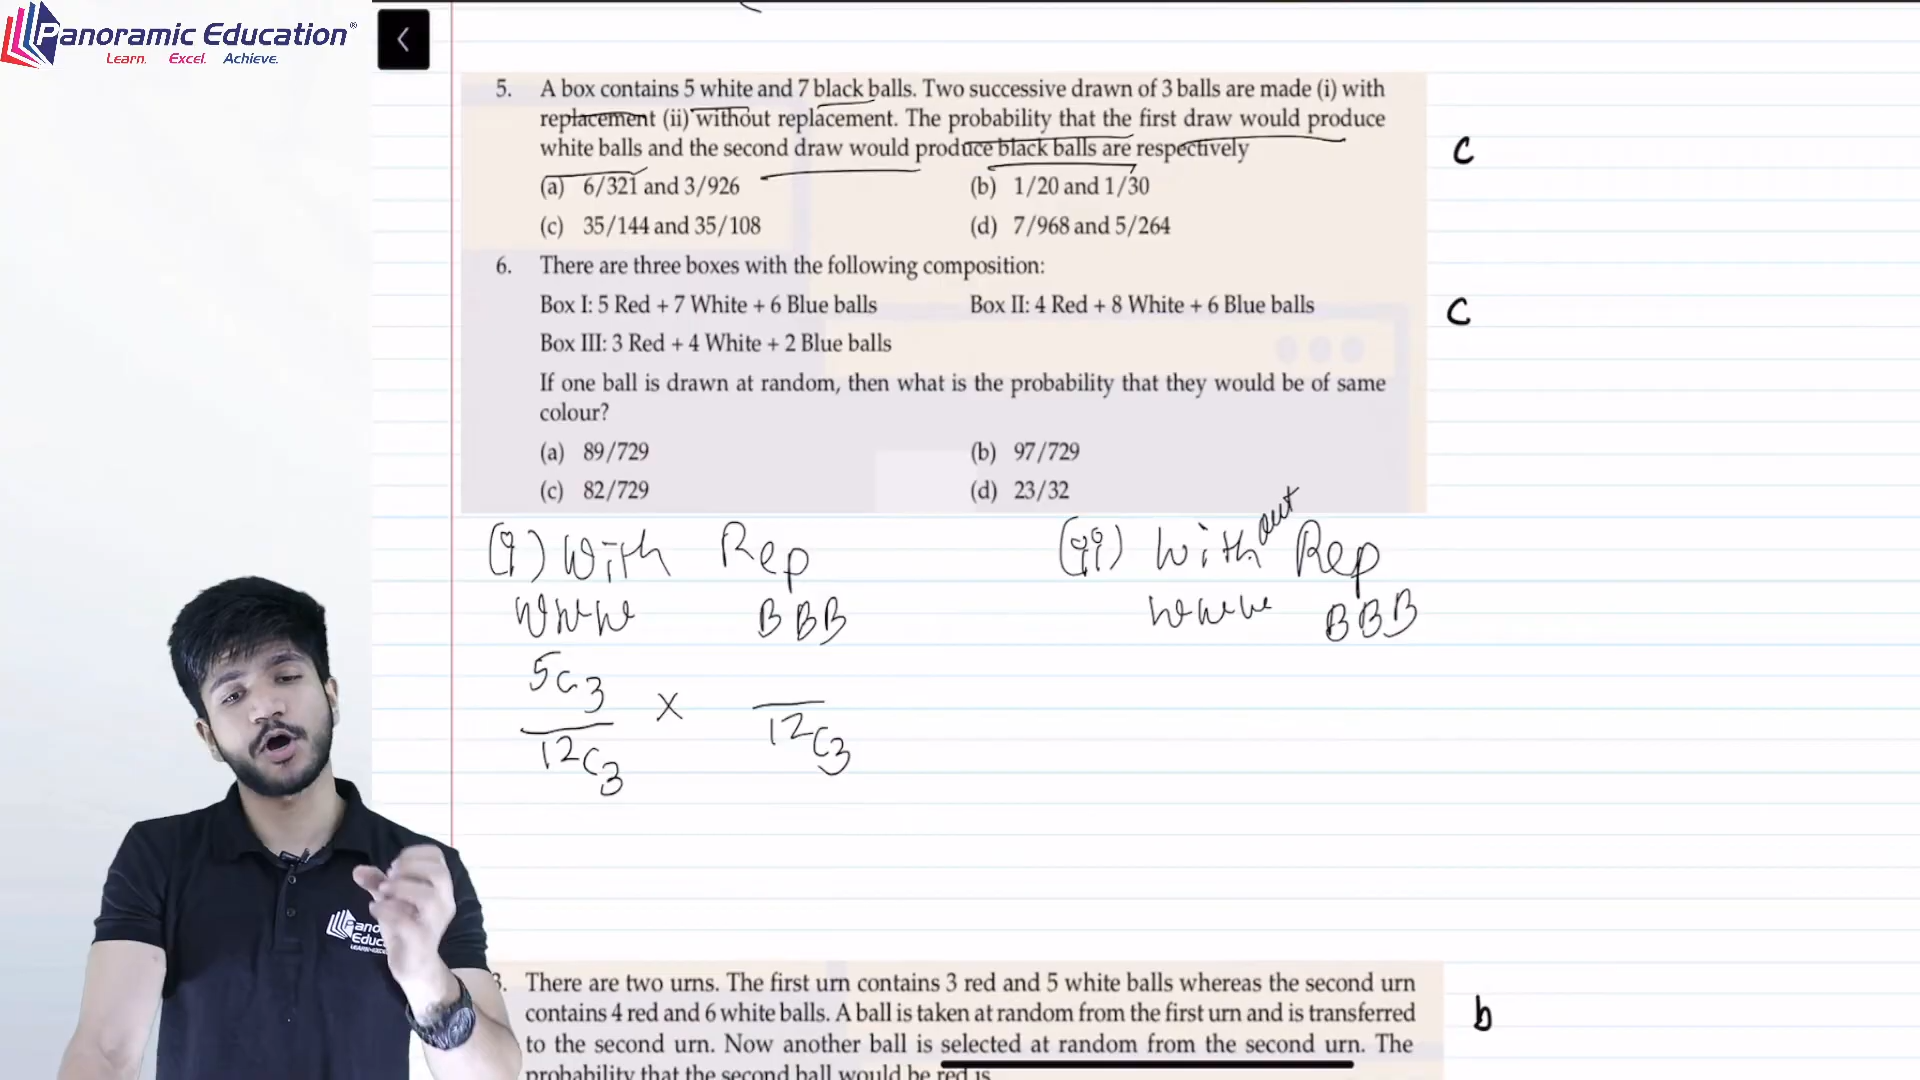 Panoramic Education®
Learn. Excel. Achieve.
5. A box contains 5 white and 7 black balls. Two successive drawn of 3 balls are made (i) with
replacement (ii) without replacement. The probability that the first draw would produce
white balls and the second draw would produce black balls are respectively
(a) 6/321 and 3/926 (b) 1/20 and 1/30
(c) 35/144 and 35/108 (d) 7/968 and 5/264
c
6. There are three boxes with the following composition:
Box I: 5 Red + 7 White + 6 Blue balls Box II: 4 Red + 8 White + 6 Blue balls
c
Box III: 3 Red + 4 White + 2 Blue balls
If one ball is drawn at random, then what is the probability that they would be of same
colour?
(a) 89/729 (b) 97/729
(c) 82/729 (d) 23/32
(i) With Rep (ii) Without Rep
WWW BBB WWW BBB
5C3
12C3 × 12C3
3. There are two urns. The first urn contains 3 red and 5 white balls whereas the second urn
contains 4 red and 6 white balls. A ball is taken at random from the first urn and is transferred
b
to the second urn. Now another ball is selected at random from the second urn. The
probability that the second ball would be red is